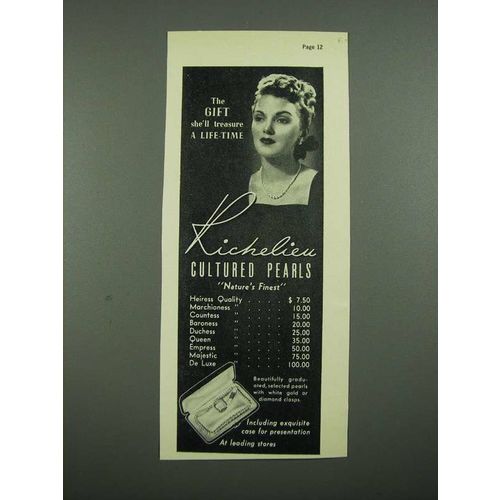 Page 12
The
GIFT
she'll treasure
A LIFE-TIME
Richelieu
CULTURED PEARLS
"Nature's Finest"
Heiress Quality . . . . . . $ 7.50
Marchioness " . . . . . 10.00
Countess " . . . . . 15.00
Baroness " . . . . . 20.00
Duchess " . . . . . 25.00
Queen " . . . . . 35.00
Empress " . . . . . 50.00
Majestic " . . . . . 75.00
De Luxe " . . . . . 100.00
Beautifully gradu-
ated, selected pearls
with white gold or
diamond clasps.
Including exquisite
case for presentation
At leading stores